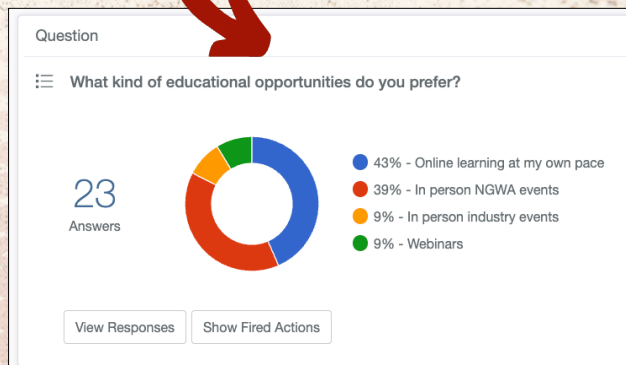 Question
What kind of educational opportunities do you prefer?
23
Answers
43% - Online learning at my own pace
39% - In person NGWA events
9% - In person industry events
9% - Webinars
View Responses
Show Fired Actions